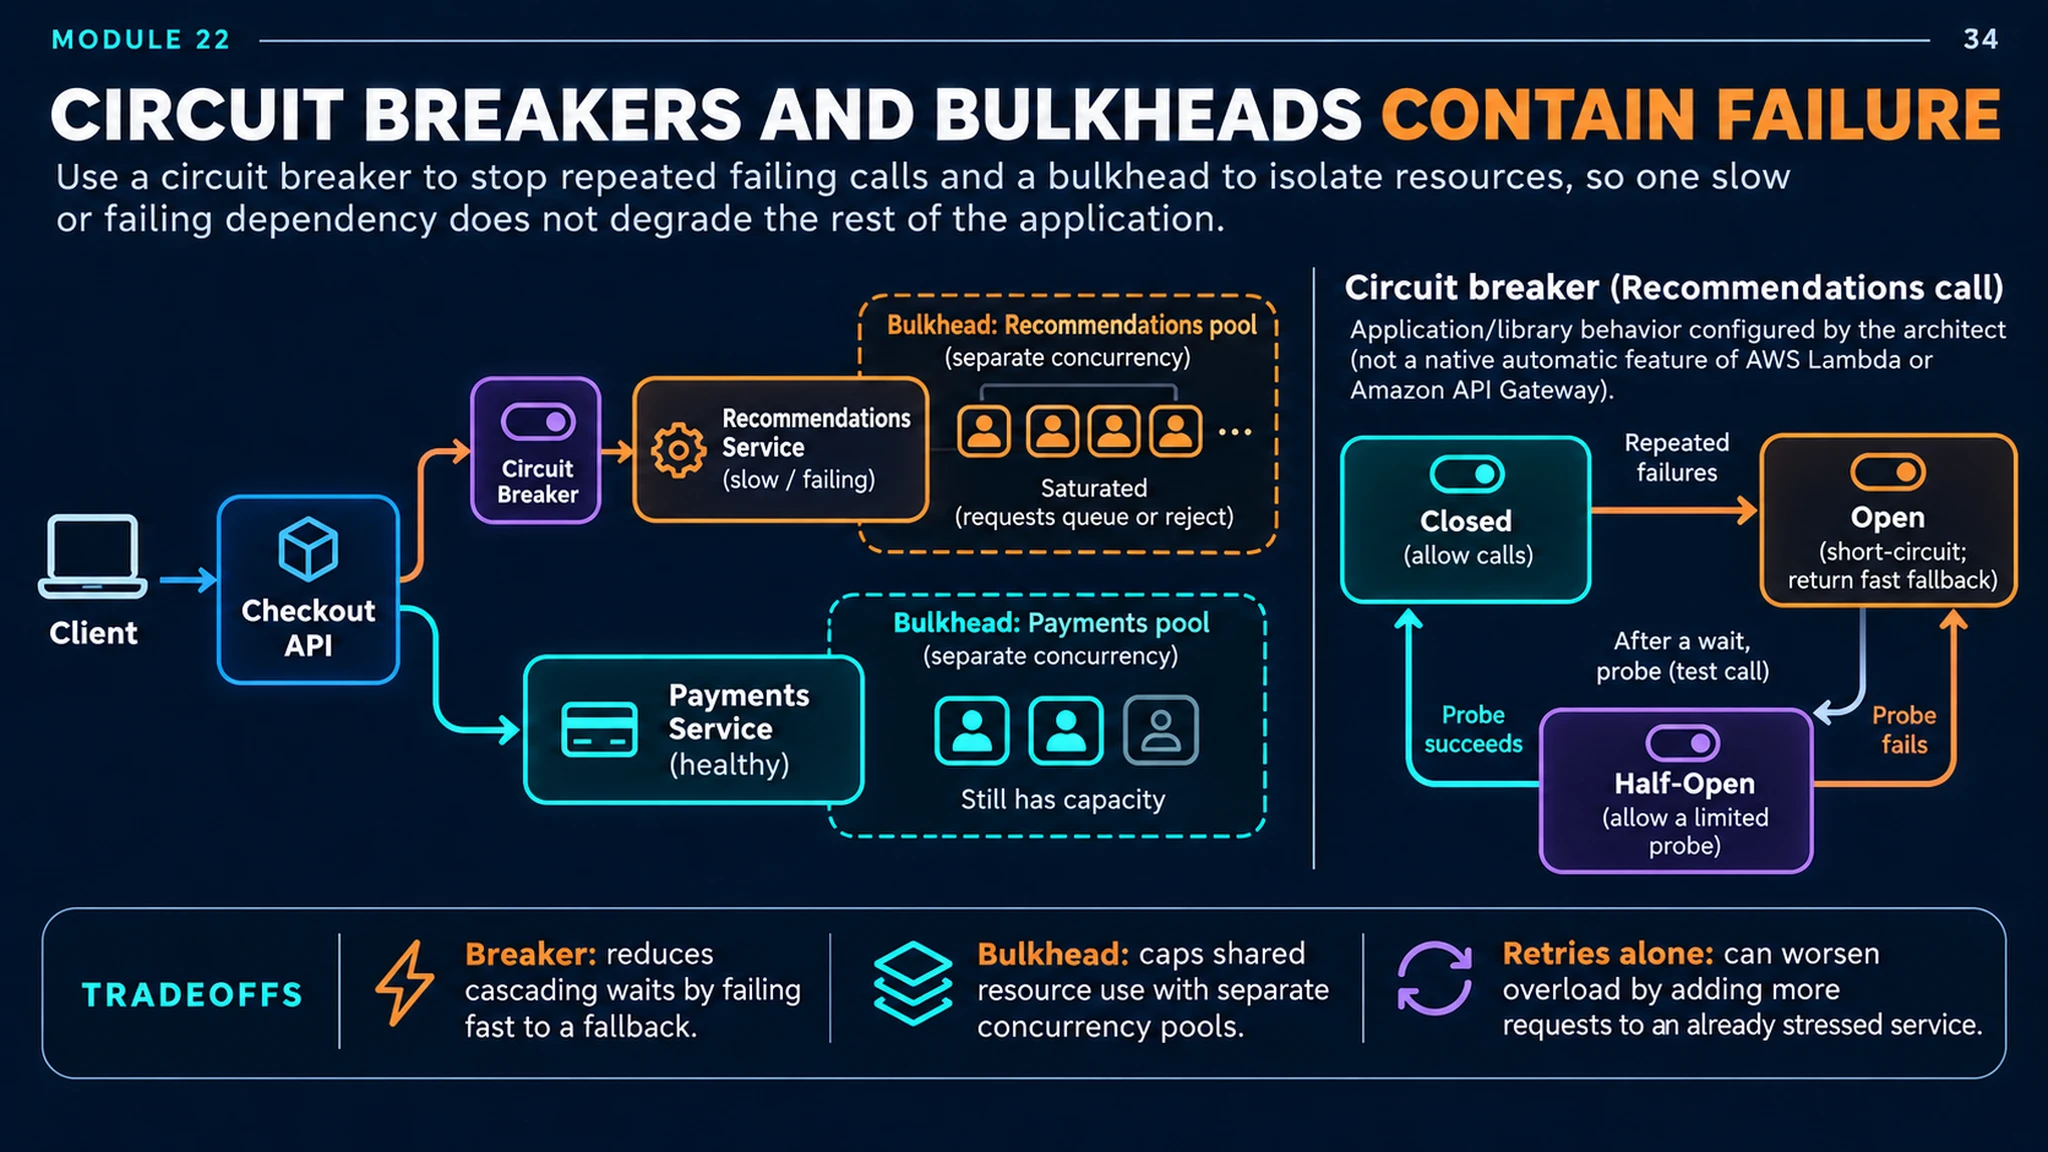 MODULE 22
34
CIRCUIT BREAKERS AND BULKHEADS CONTAIN FAILURE
Use a circuit breaker to stop repeated failing calls and a bulkhead to isolate resources, so one slow
or failing dependency does not degrade the rest of the application.
Client
Checkout
API
Circuit
Breaker
Recommendations
Service
(slow / failing)
Bulkhead: Recommendations pool
(separate concurrency)
...
Saturated
(requests queue or reject)
Payments
Service
(healthy)
Bulkhead: Payments pool
(separate concurrency)
Still has capacity
Circuit breaker (Recommendations call)
Application/library behavior configured by the architect
(not a native automatic feature of AWS Lambda or
Amazon API Gateway).
Closed
(allow calls)
Repeated
failures
Open
(short-circuit;
return fast fallback)
After a wait,
probe (test call)
Probe
succeeds
Probe
fails
Half-Open
(allow a limited
probe)
TRADEOFFS
Breaker: reduces
cascading waits by failing
fast to a fallback.
Bulkhead: caps shared
resource use with separate
concurrency pools.
Retries alone: can worsen
overload by adding more
requests to an already stressed service.